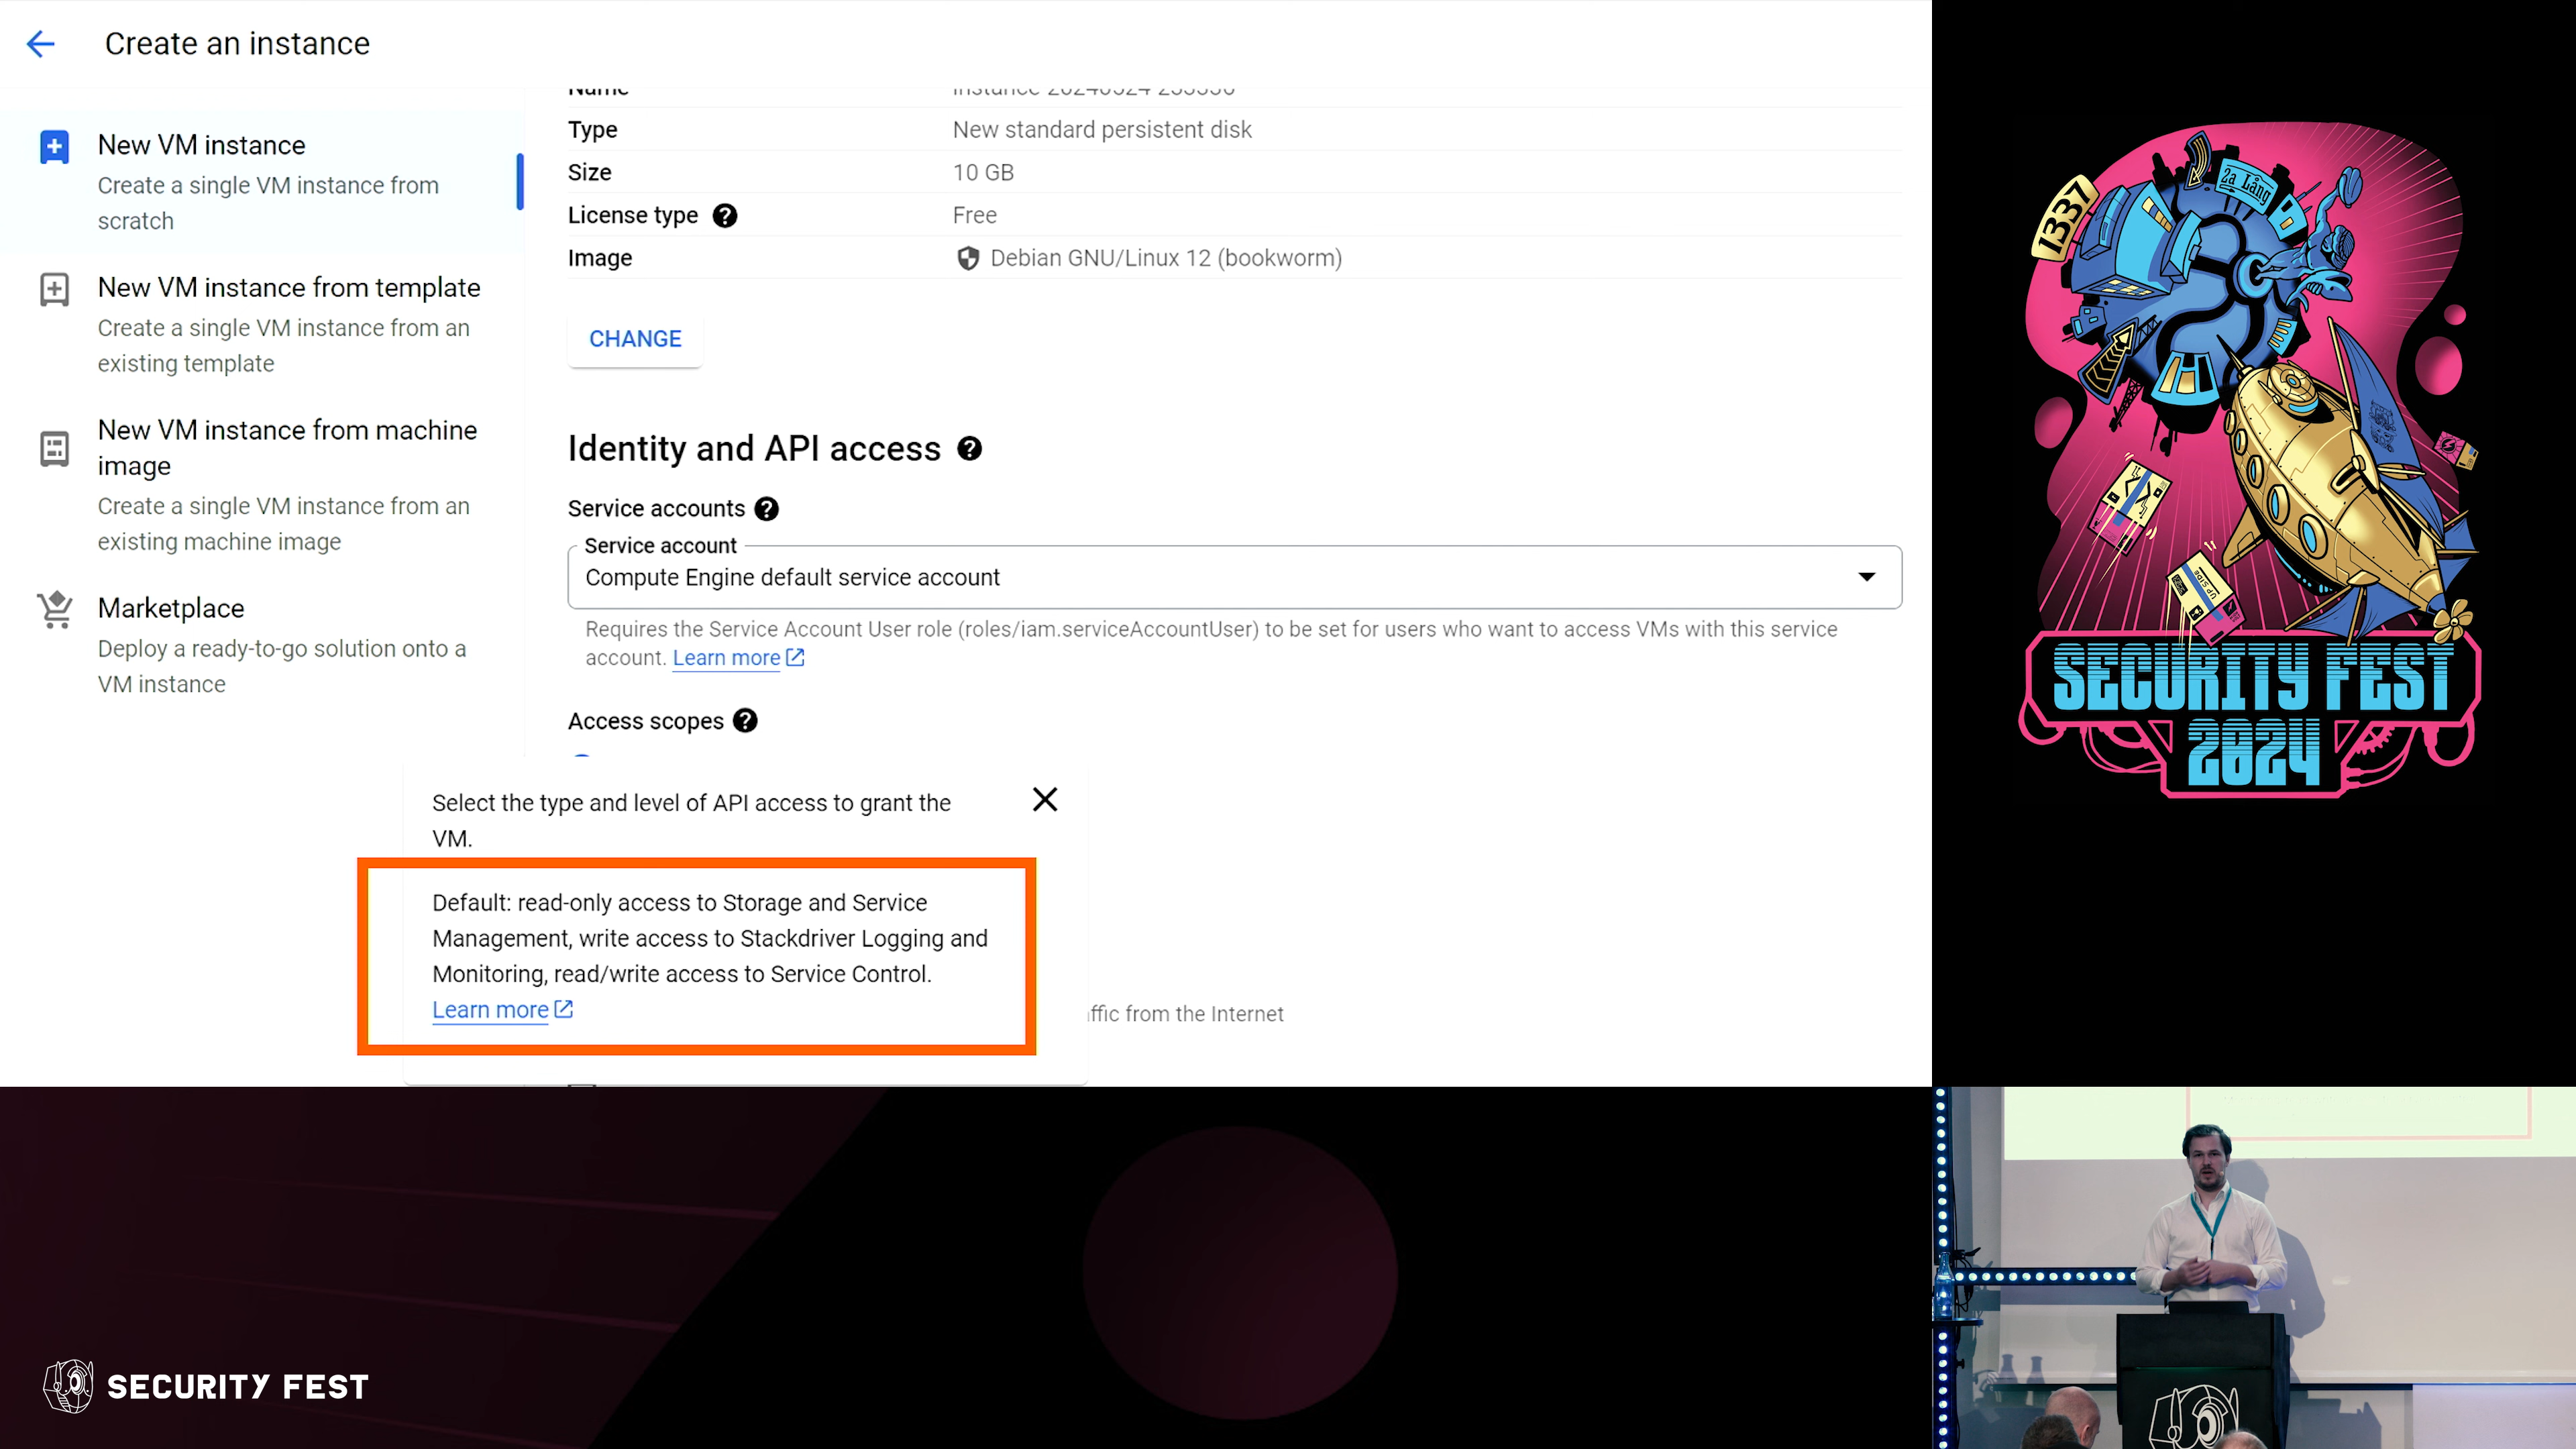 Create an instance
New VM instance
Create a single VM instance from
scratch
New VM instance from template
Create a single VM instance from an
existing template
New VM instance from machine
image
Create a single VM instance from an
existing machine image
Marketplace
Deploy a ready-to-go solution onto a
VM instance
Name
Type New standard persistent disk
Size 10 GB
License type Free
Image Debian GNU/Linux 12 (bookworm)
CHANGE
Identity and API access
Service accounts
Service account
Compute Engine default service account
Requires the Service Account User role (roles/iam.serviceAccountUser) to be set for users who want to access VMs with this service
account. Learn more
Access scopes
Select the type and level of API access to grant the
VM.
Default: read-only access to Storage and Service
Management, write access to Stackdriver Logging and
Monitoring, read/write access to Service Control.
Learn more
ffic from the Internet
1337
2a Lång
UP SIDE
SECURITY FEST
2024
SECURITY FEST